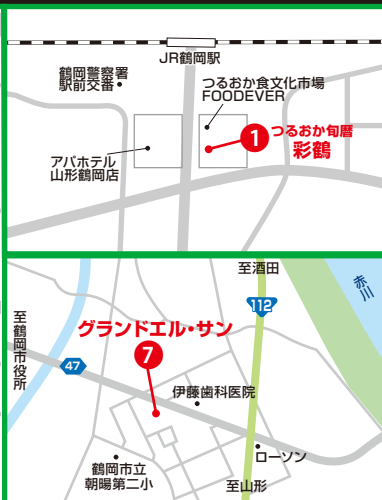 JR鶴岡駅
鶴岡警察署
駅前交番
つるおか食文化市場
FOODEVER
1
つるおか旬暦
彩鶴
アパホテル
山形鶴岡店
至酒田
赤川
112
至鶴岡市役所
グランドエル・サン
7
47
伊藤歯科医院
ローソン
鶴岡市立
朝暘第二小
至山形